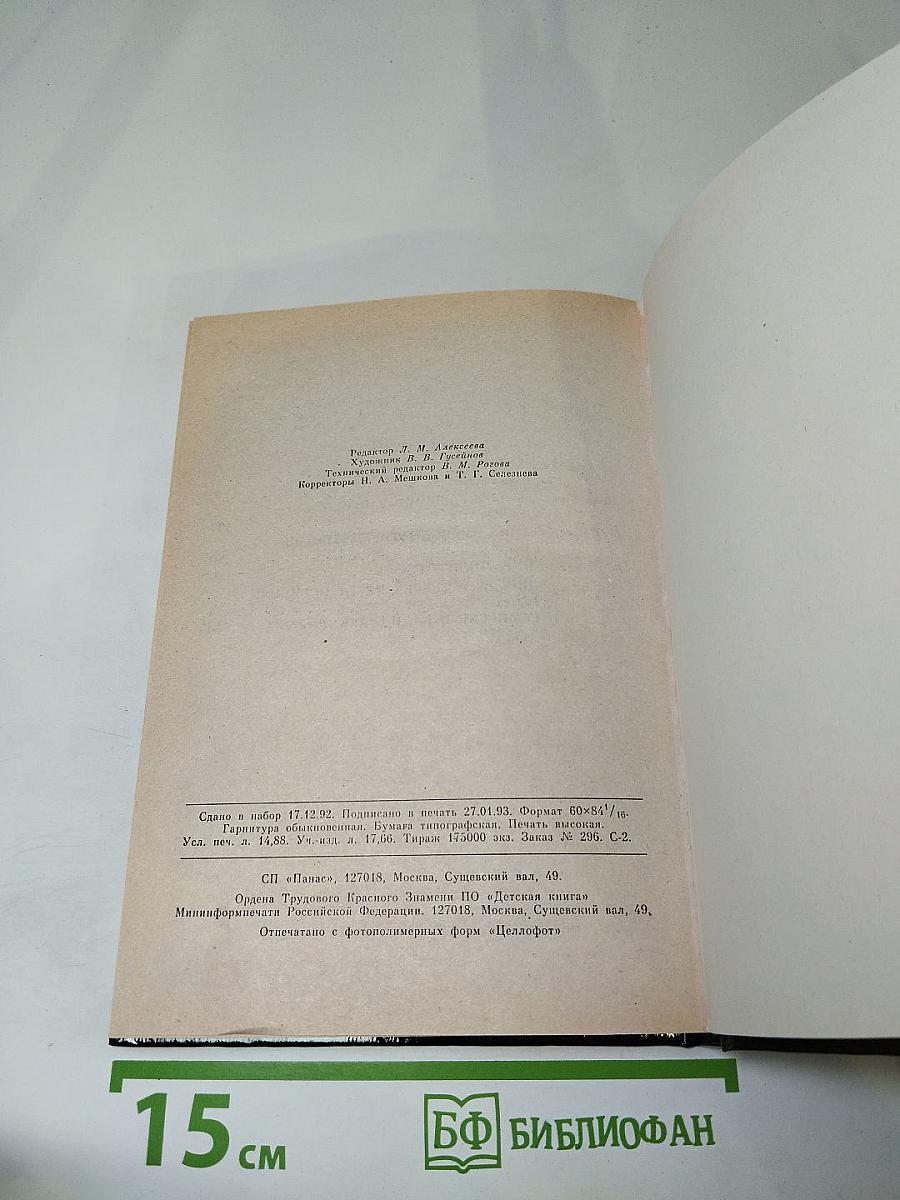 Редактор Л. М. Алексеева
Художник В. В. Гусейнов
Технический редактор В. М. Рогова
Корректоры Н. А. Мешкова и Т. Г. Селезнева
Сдано в набор 17.12.92. Подписано в печать 27.01.93. Формат 60×84¹/₁₆.
Гарнитура обыкновенная. Бумага типографская. Печать высокая.
Усл. печ. л. 14,88. Уч.-изд. л. 17,66. Тираж 175000 экз. Заказ № 296. С-2.
СП «Панас», 127018, Москва, Сущевский вал, 49.
Ордена Трудового Красного Знамени ПО «Детская книга»
Мининформпечати Российской Федерации. 127018, Москва, Сущевский вал, 49.
Отпечатано с фотополимерных форм «Целлофот»
15 см
БФ БИБЛИОФАН